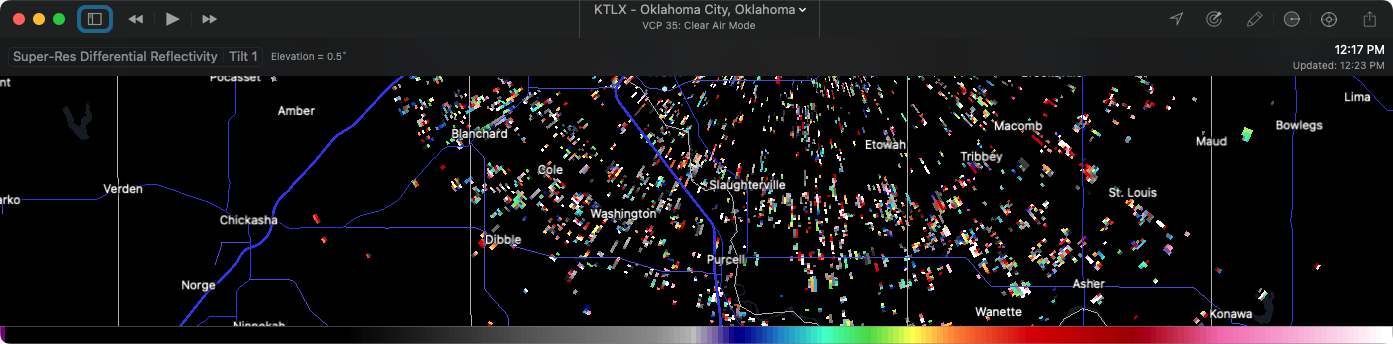 KTLX - Oklahoma City, Oklahoma
VCP 35: Clear Air Mode
Super-Res Differential Reflectivity
Tilt 1
Elevation = 0.5°
12:17 PM
Updated: 12:23 PM
Pocasset
Lima
Amber
Bowlegs
Macomb
Blanchard
Maud
Etowah
Tribbey
Cole
Slaughterville
Verden
St. Louis
Washington
Chickasha
Dibble
Purcell
Norge
Asher
Wanette
Konawa
Ninnekah